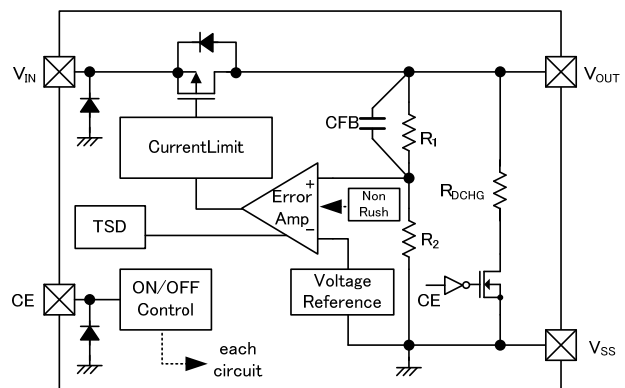 VIN
VOUT
CFB
R1
CurrentLimit
RDCHG
+
Error
Amp
−
Non
Rush
TSD
R2
Voltage
Reference
CE
ON/OFF
Control
CE
each
circuit
VSS